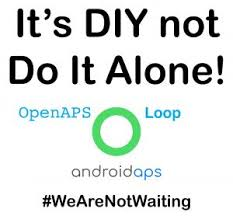 It's DIY not
Do It Alone!
OpenAPS Loop
androidaps
#WeAreNotWaiting